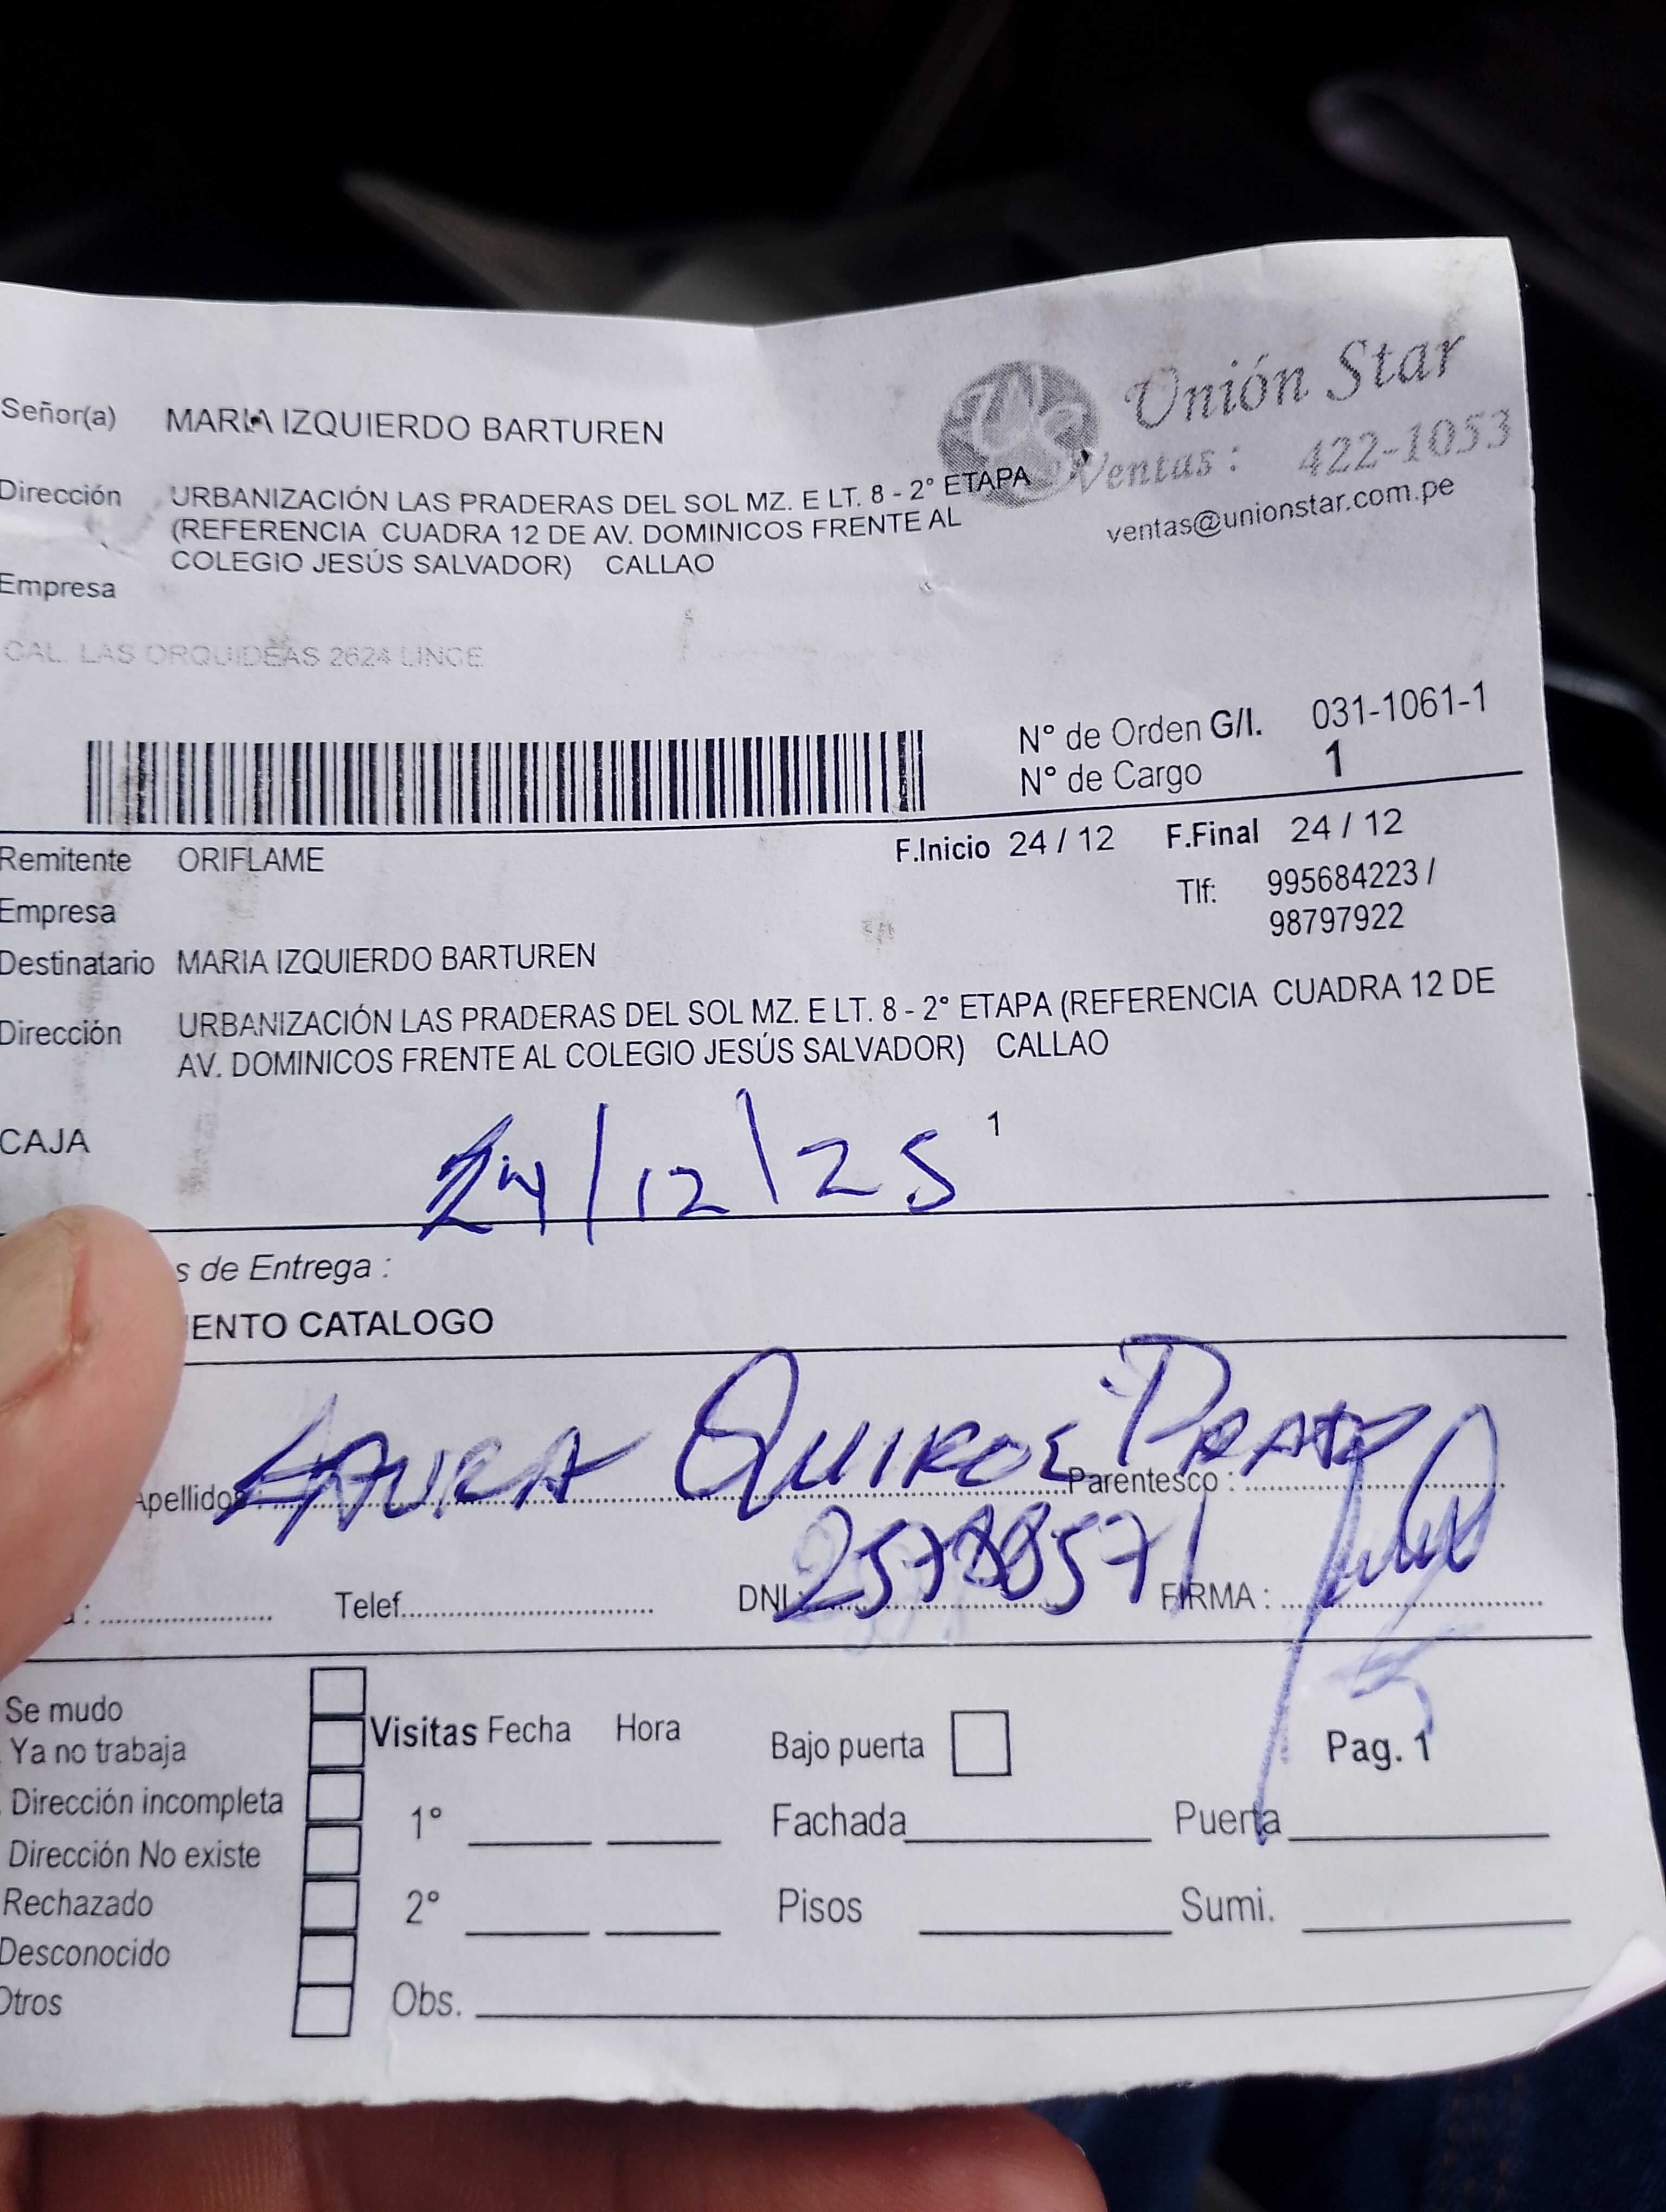 Unión Star
Ventas: 422-1053
ventas@unionstar.com.pe
Señor(a) MARIA IZQUIERDO BARTUREN
Dirección URBANIZACIÓN LAS PRADERAS DEL SOL MZ. E LT. 8 - 2° ETAPA
(REFERENCIA CUADRA 12 DE AV. DOMINICOS FRENTE AL
COLEGIO JESÚS SALVADOR) CALLAO
Empresa
CAL. LAS ORQUIDEAS 2624 LINCE
N° de Orden G/I. 031-1061-1
N° de Cargo 1
Remitente ORIFLAME F.Inicio 24 / 12 F.Final 24 / 12
Empresa Tlf: 995684223 /
98797922
Destinatario MARIA IZQUIERDO BARTUREN
Dirección URBANIZACIÓN LAS PRADERAS DEL SOL MZ. E LT. 8 - 2° ETAPA (REFERENCIA CUADRA 12 DE
AV. DOMINICOS FRENTE AL COLEGIO JESÚS SALVADOR) CALLAO
CAJA 1
24/12/25
s de Entrega :
IENTO CATALOGO
LAURA QUIROZ PRADO
Apellidos: Parentesco :
Telef. DNI: FIRMA :
Se mudo
Ya no trabaja
Dirección incompleta
Dirección No existe
Rechazado
Desconocido
Otros
Visitas Fecha Hora Bajo puerta Pag. 1
1° Fachada Puerta
2° Pisos Sumi.
Obs.